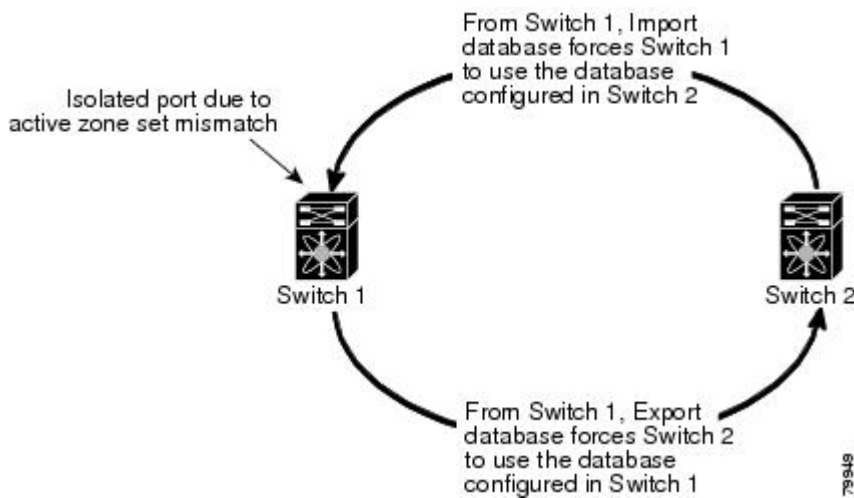 From Switch 1, Import
database forces Switch 1
to use the database
configured in Switch 2
Isolated port due to
active zone set mismatch
Switch 1
Switch 2
From Switch 1, Export
database forces Switch 2
to use the database
configured in Switch 1
79949